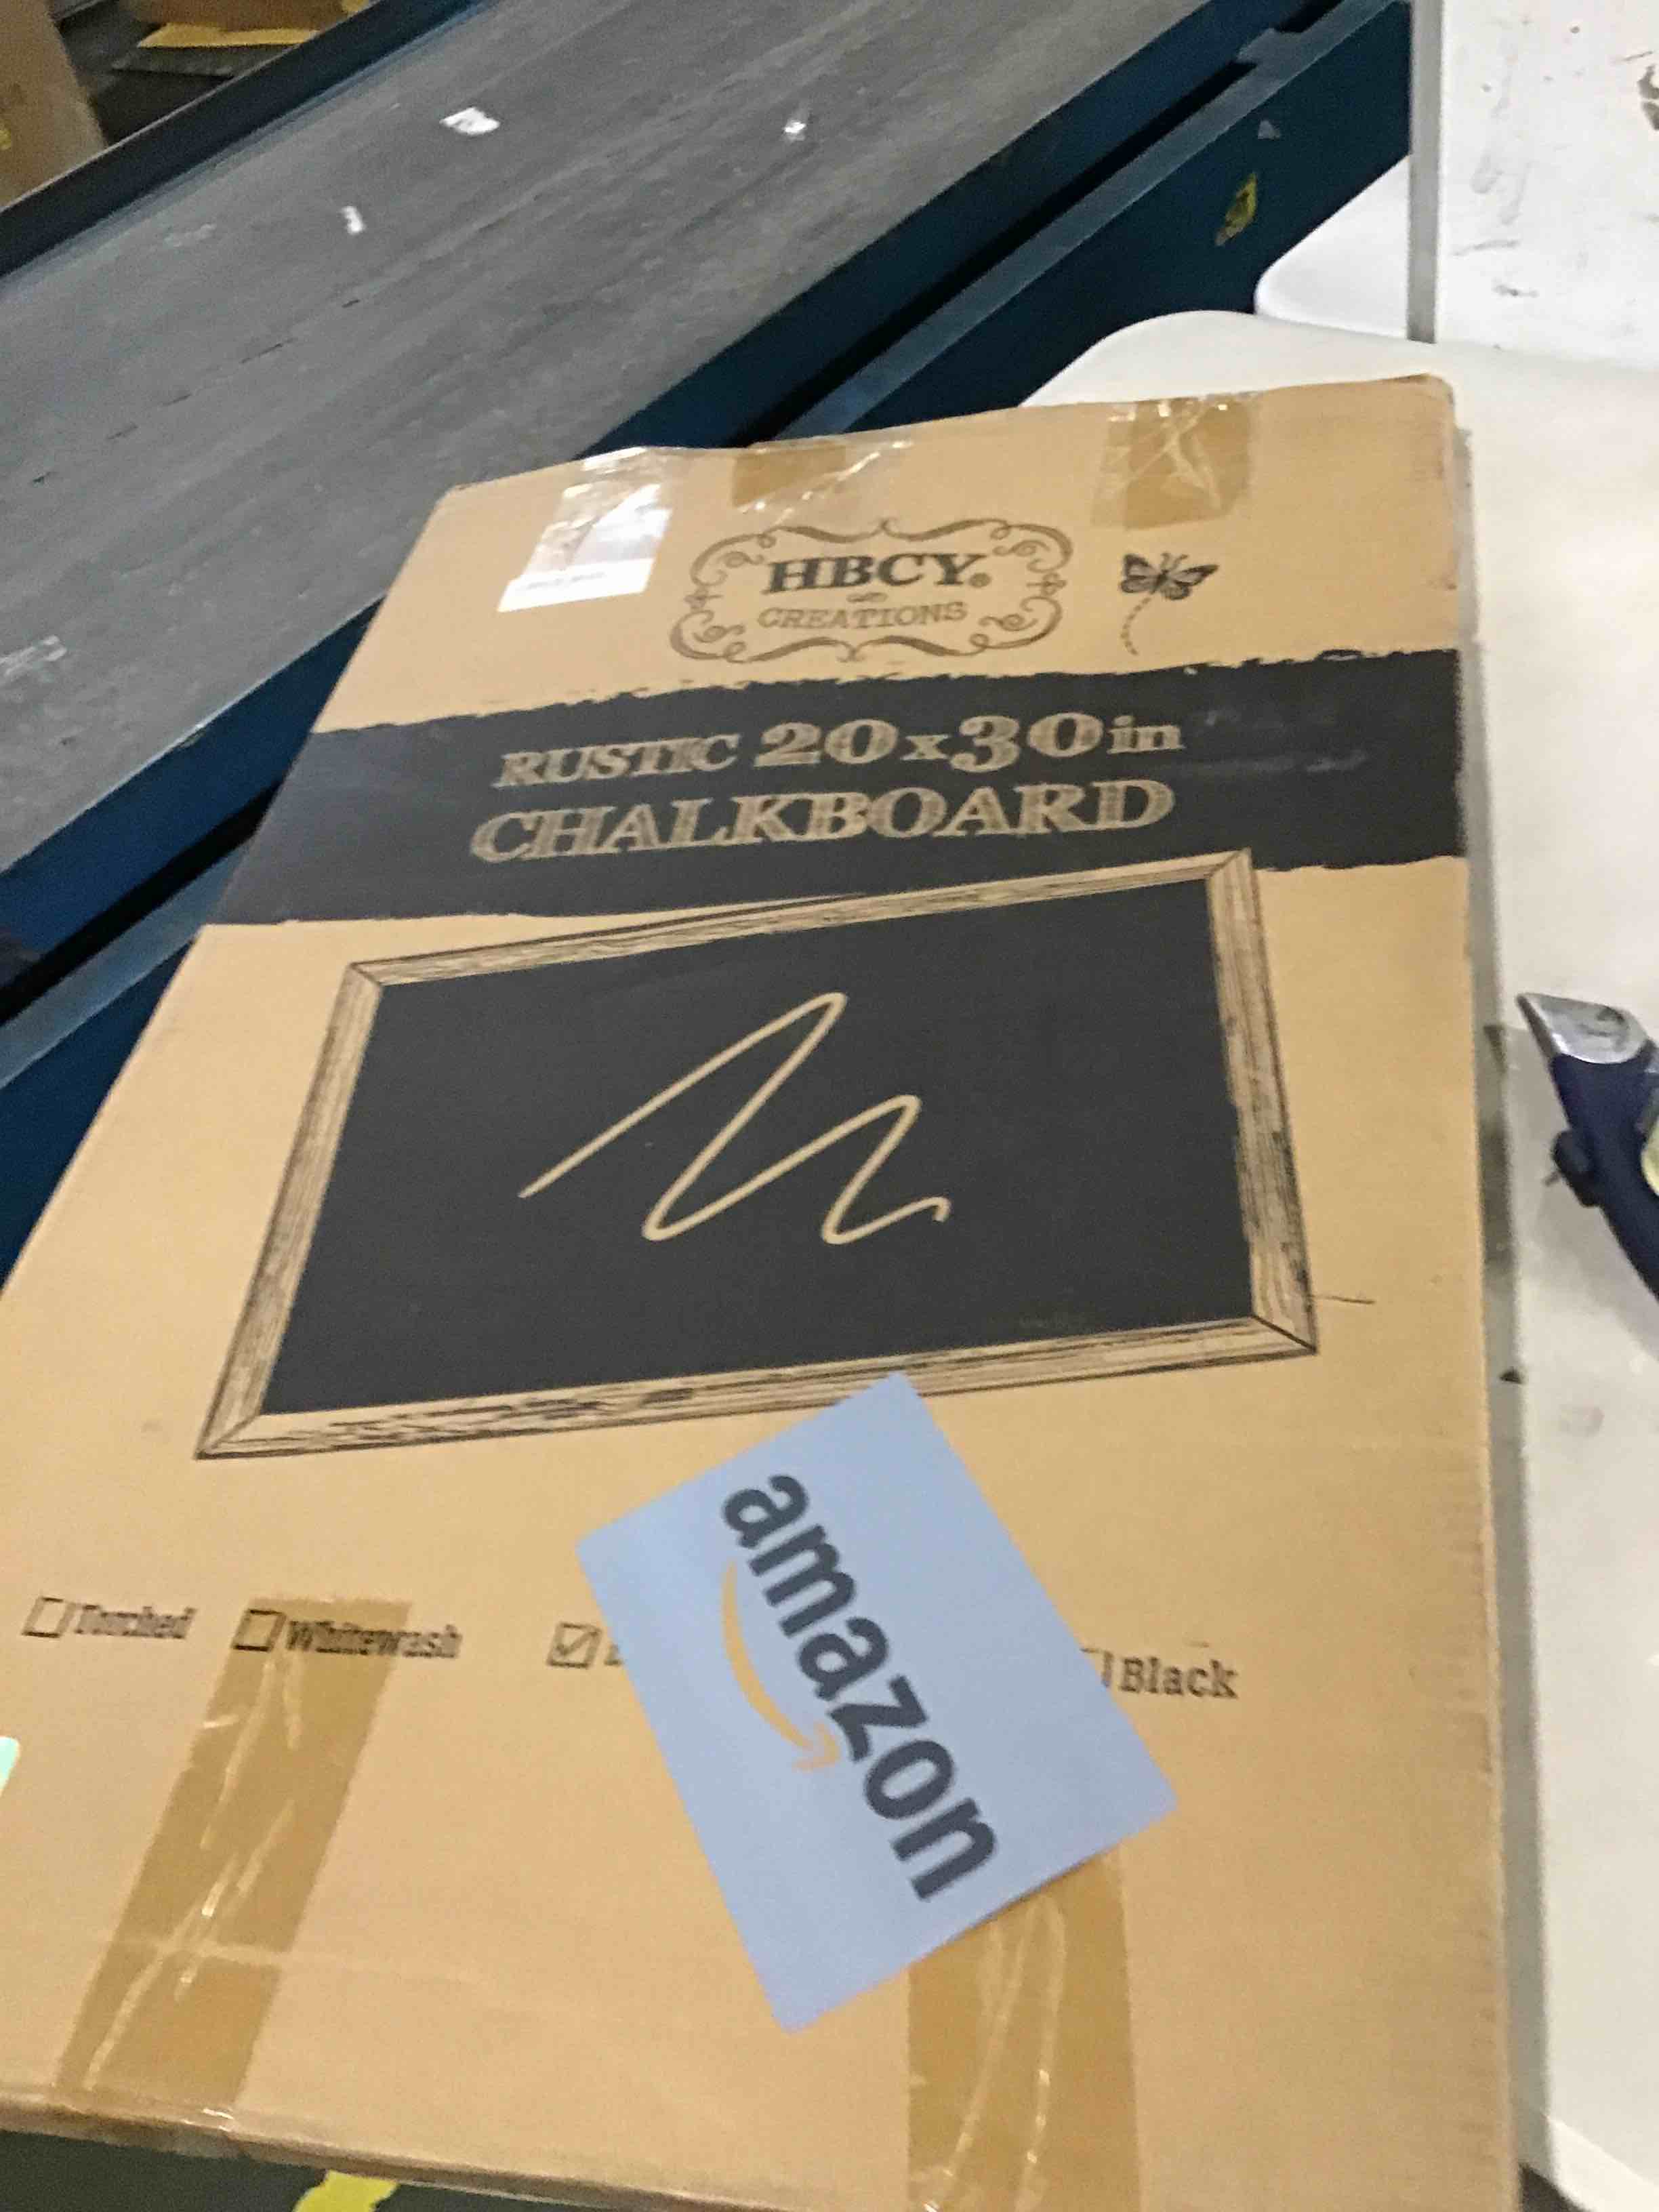 HBCY®
CREATIONS
RUSTIC 20x30in
CHALKBOARD
Torched Whitewash Black
amazon